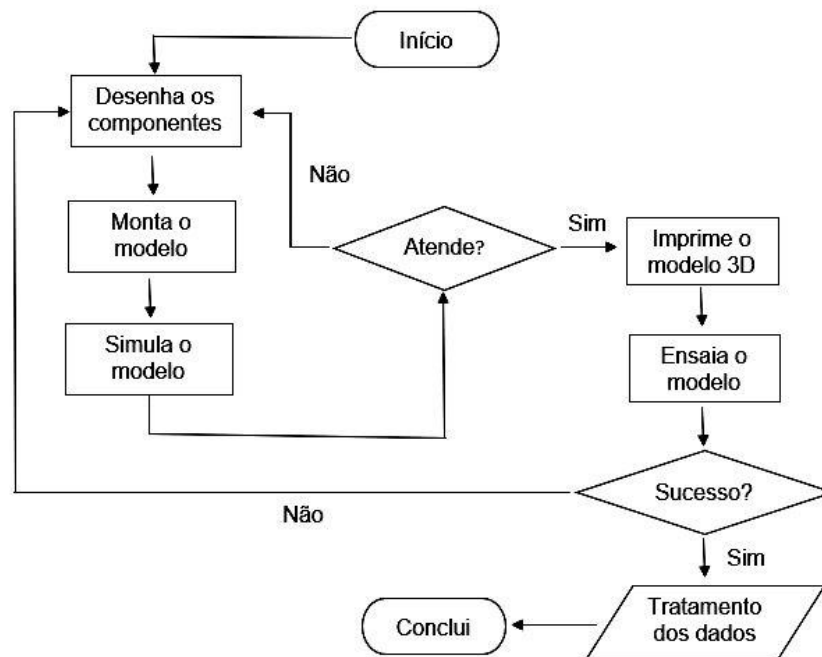 Início
Desenha os
componentes
Monta o
modelo
Simula o
modelo
Não
Atende?
Sim
Imprime o
modelo 3D
Ensaia o
modelo
Sucesso?
Não
Sim
Tratamento
dos dados
Conclui